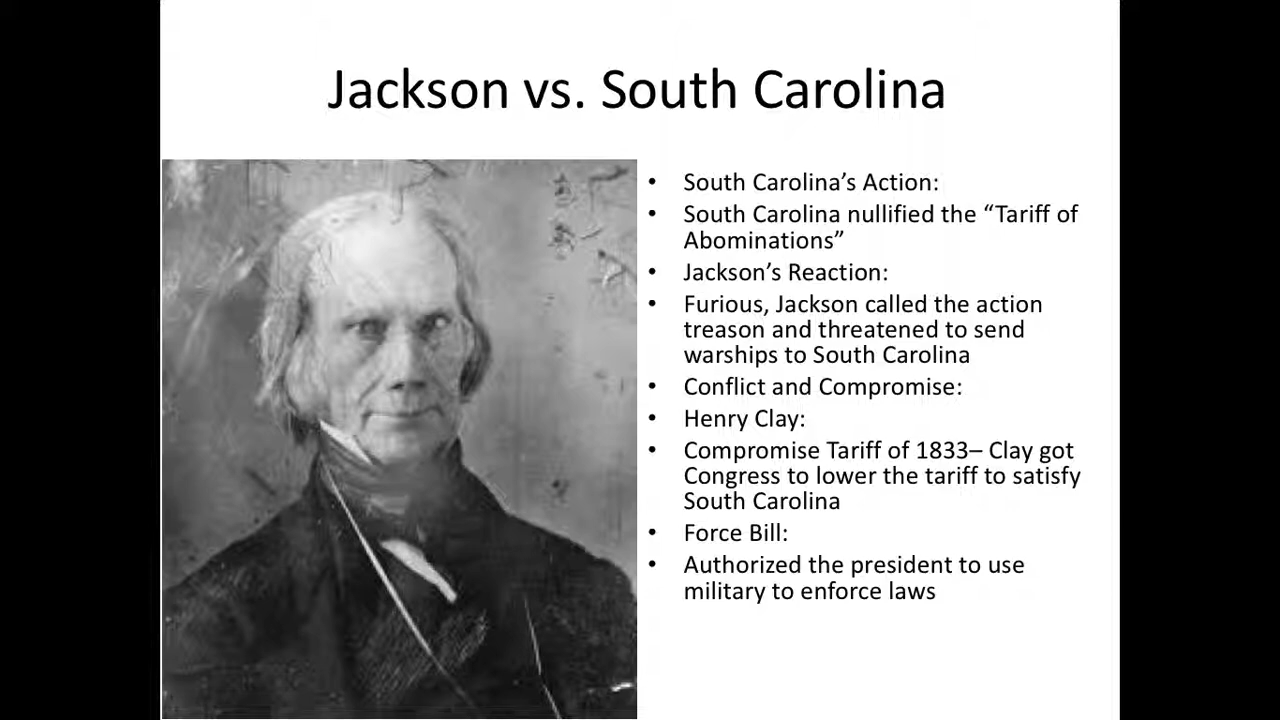 Jackson vs. South Carolina
• South Carolina’s Action:
• South Carolina nullified the “Tariff of
Abominations”
• Jackson’s Reaction:
• Furious, Jackson called the action
treason and threatened to send
warships to South Carolina
• Conflict and Compromise:
• Henry Clay:
• Compromise Tariff of 1833– Clay got
Congress to lower the tariff to satisfy
South Carolina
• Force Bill:
• Authorized the president to use
military to enforce laws